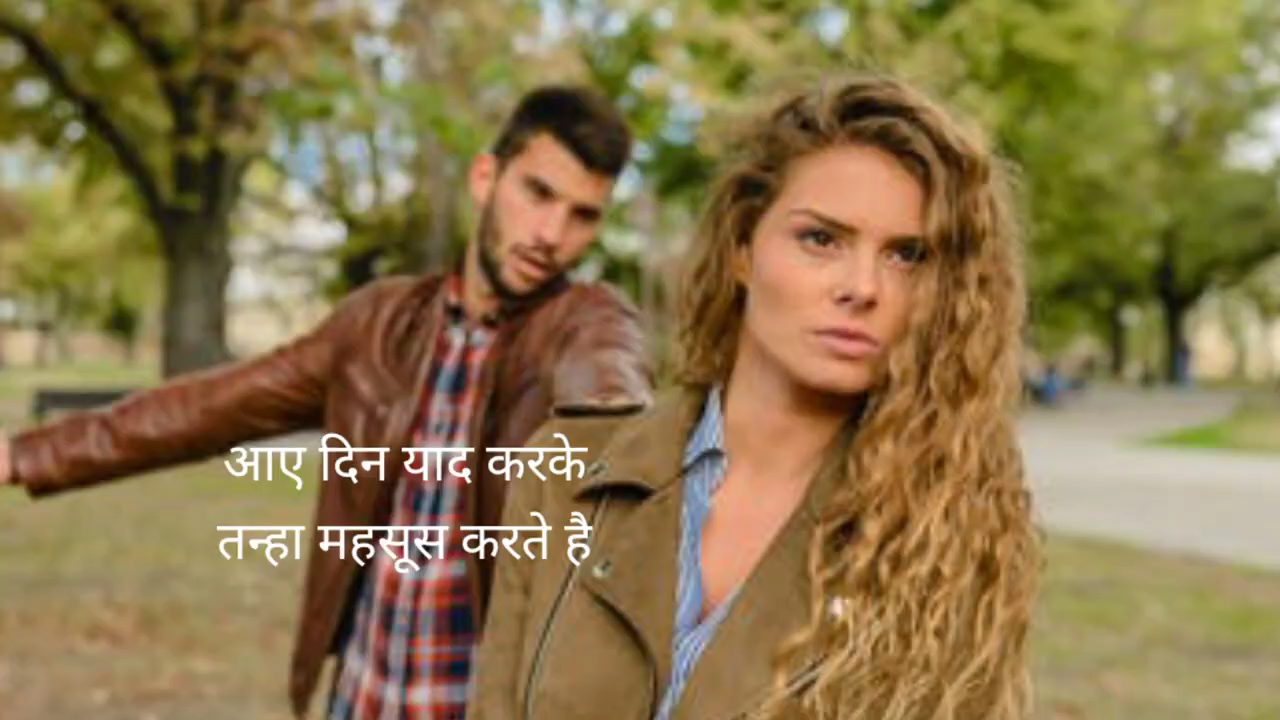 आए दिन याद करके
तन्हा महसूस करते है